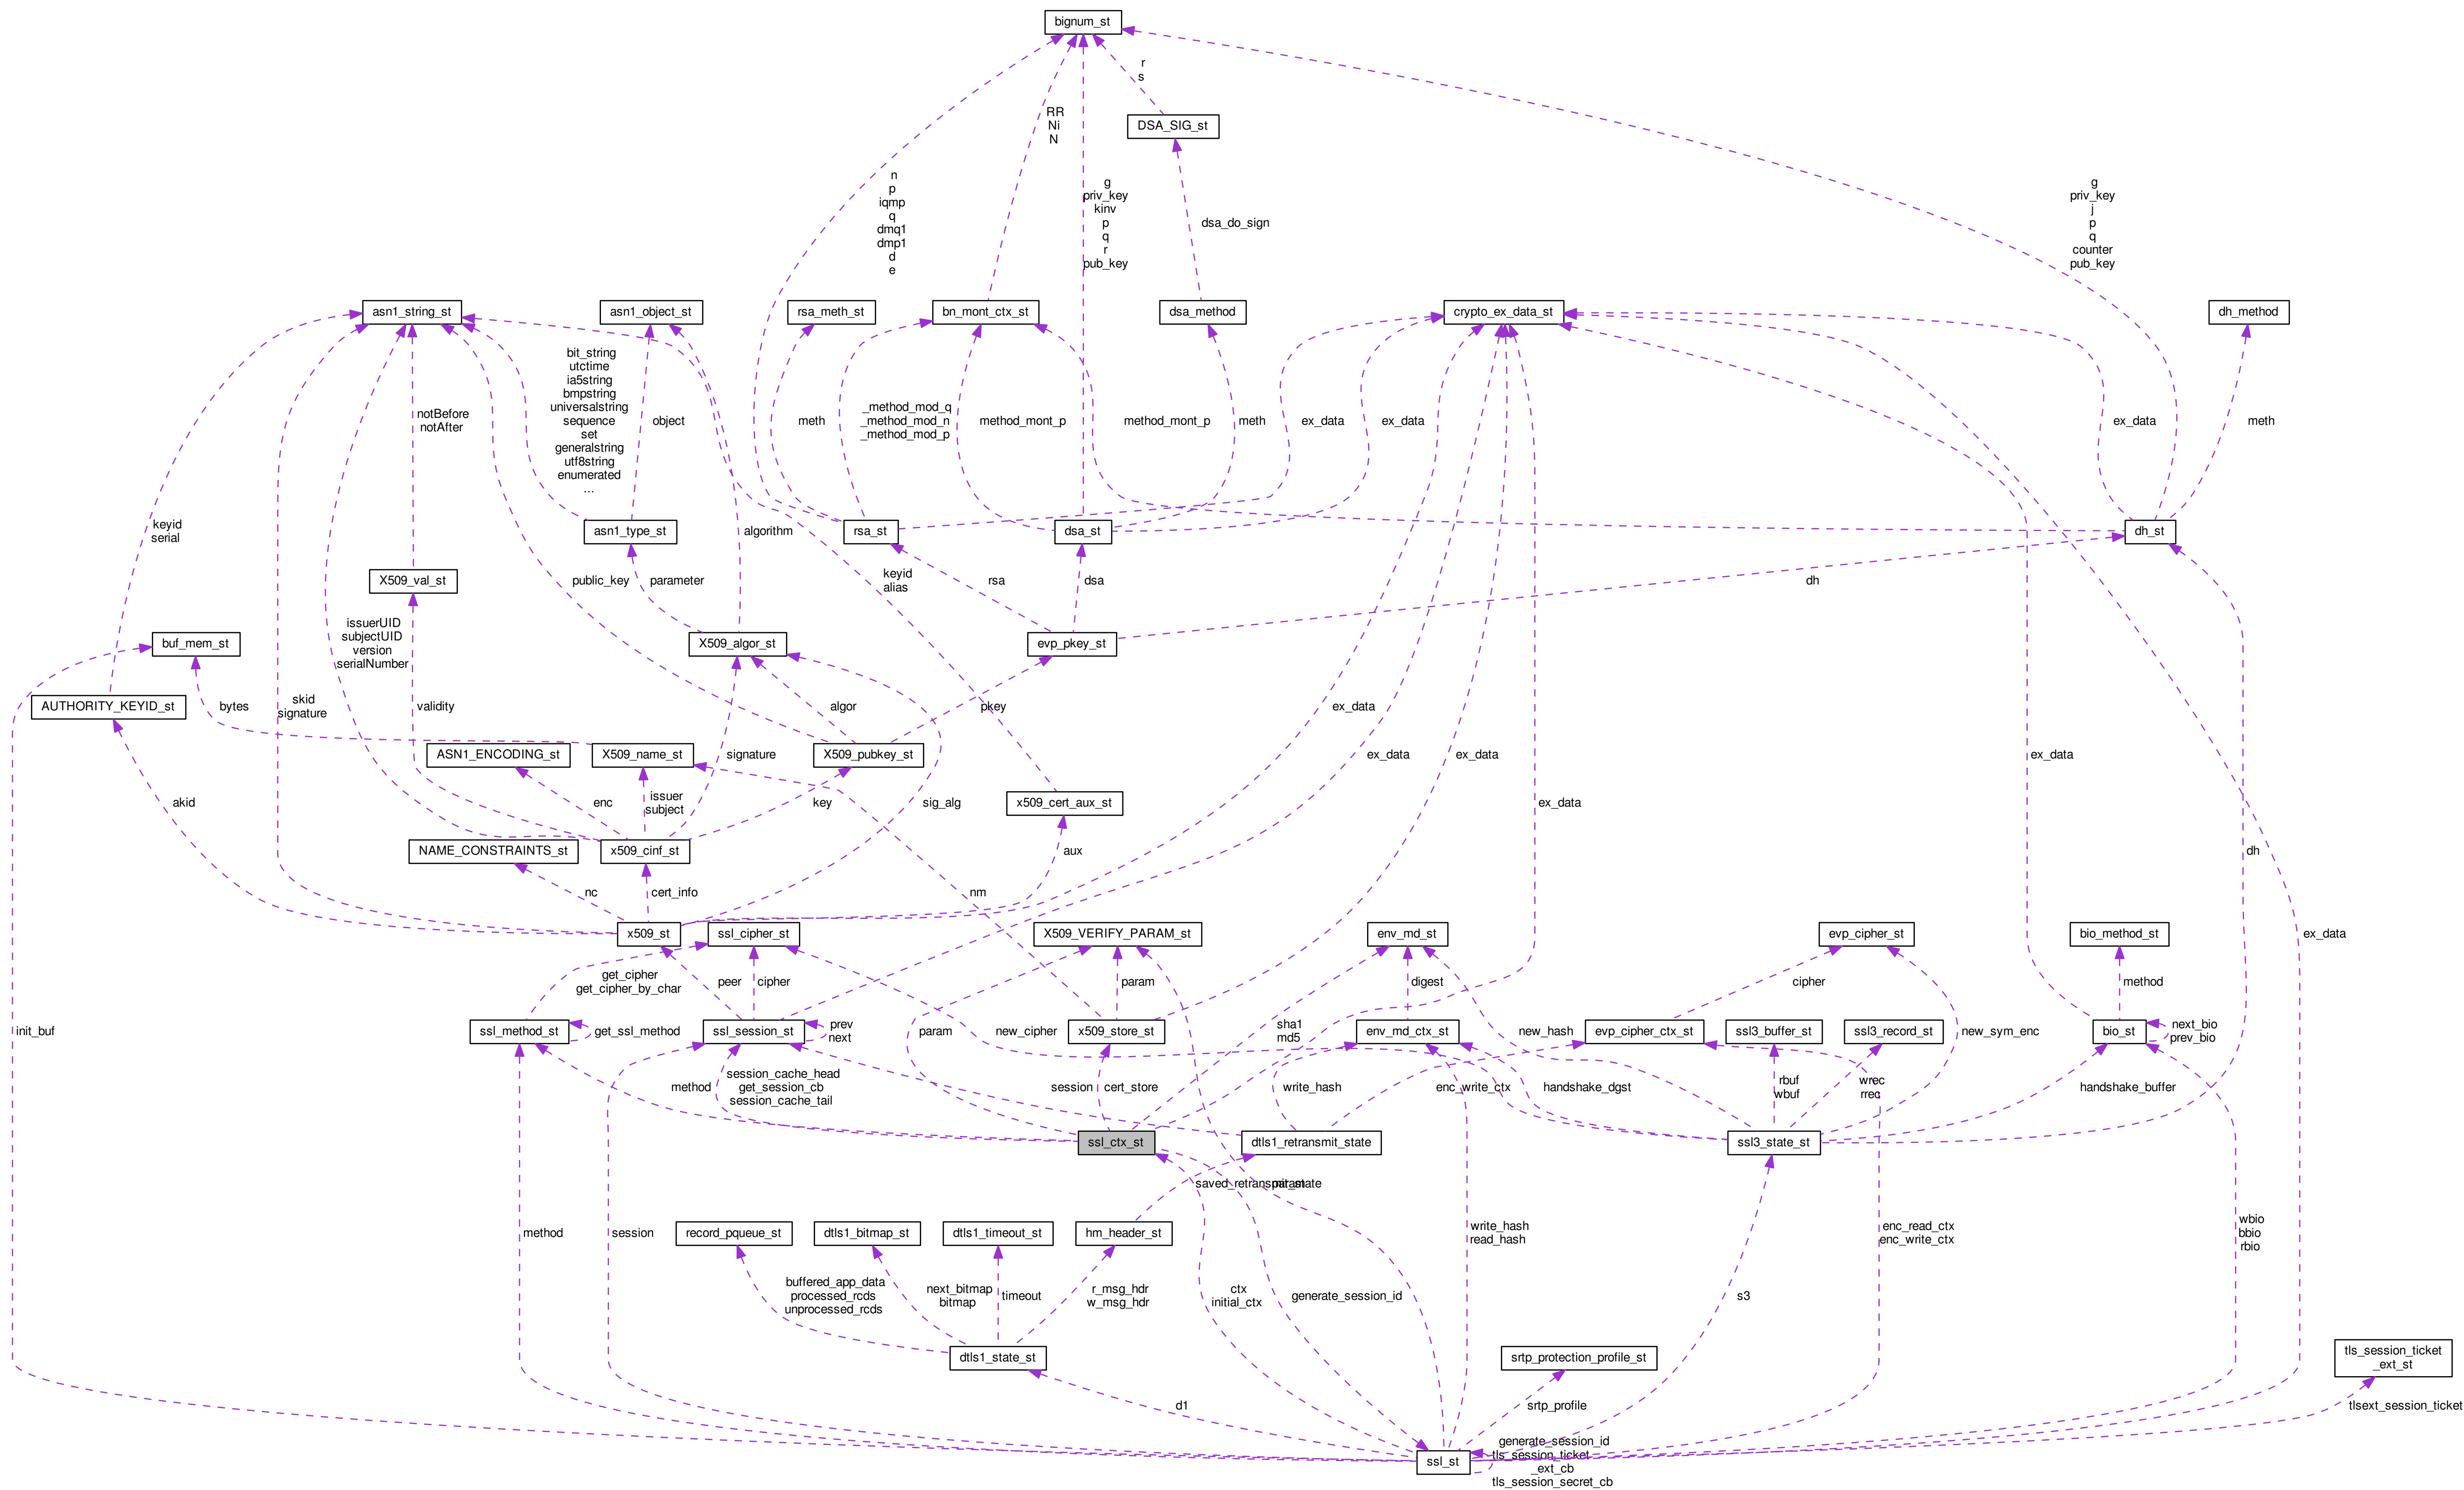 bignum_st
r
s
RR
Ni
N
DSA_SIG_st
n
p
iqmp
q
dmq1
dmp1
d
e
g
priv_key
kinv
p
q
r
pub_key
dsa_do_sign
g
priv_key
j
p
q
counter
pub_key
asn1_string_st
asn1_object_st
rsa_meth_st
bn_mont_ctx_st
dsa_method
crypto_ex_data_st
dh_method
bit_string
utctime
ia5string
bmpstring
universalstring
sequence
set
generalstring
utf8string
enumerated
...
notBefore
notAfter
object
meth
_method_mod_q
_method_mod_n
_method_mod_p
method_mont_p
method_mont_p
meth
ex_data
ex_data
ex_data
meth
keyid
serial
asn1_type_st
algorithm
rsa_st
dsa_st
dh_st
X509_val_st
public_key
parameter
keyid
alias
rsa
dsa
dh
buf_mem_st
issuerUID
subjectUID
version
serialNumber
X509_algor_st
evp_pkey_st
AUTHORITY_KEYID_st
bytes
skid
signature
validity
algor
pkey
ex_data
ASN1_ENCODING_st
X509_name_st
signature
X509_pubkey_st
ex_data
ex_data
ex_data
akid
enc
issuer
subject
key
sig_alg
x509_cert_aux_st
ex_data
NAME_CONSTRAINTS_st
x509_cinf_st
aux
dh
nc
cert_info
nm
x509_st
ssl_cipher_st
X509_VERIFY_PARAM_st
env_md_st
evp_cipher_st
bio_method_st
ex_data
get_cipher
get_cipher_by_char
peer
cipher
param
digest
cipher
method
init_buf
ssl_method_st
get_ssl_method
ssl_session_st
prev
next
param
new_cipher
x509_store_st
sha1
md5
env_md_ctx_st
new_hash
evp_cipher_ctx_st
ssl3_buffer_st
ssl3_record_st
new_sym_enc
bio_st
next_bio
prev_bio
method
session_cache_head
get_session_cb
session_cache_tail
session
cert_store
write_hash
enc_write_ctx
handshake_dgst
rbuf
wbuf
wrec
rrec
handshake_buffer
ssl_ctx_st
dtls1_retransmit_state
ssl3_state_st
saved_retransmit_state
param
method
session
record_pqueue_st
dtls1_bitmap_st
dtls1_timeout_st
hm_header_st
write_hash
read_hash
enc_read_ctx
enc_write_ctx
wbio
bbio
rbio
buffered_app_data
processed_rcds
unprocessed_rcds
next_bitmap
bitmap
timeout
r_msg_hdr
w_msg_hdr
ctx
initial_ctx
generate_session_id
s3
dtls1_state_st
srtp_protection_profile_st
tls_session_ticket
_ext_st
d1
srtp_profile
tlsext_session_ticket
ssl_st
generate_session_id
tls_session_ticket
_ext_cb
tls_session_secret_cb